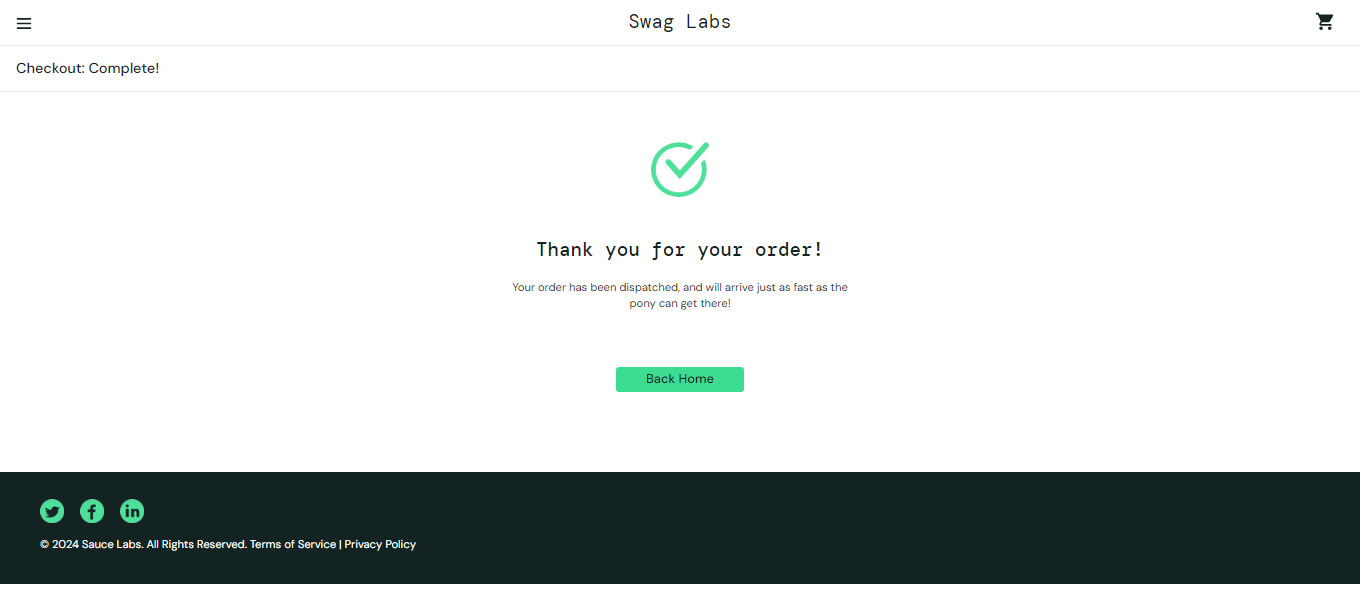 Swag Labs
Checkout: Complete!
Thank you for your order!
Your order has been dispatched, and will arrive just as fast as the
pony can get there!
Back Home
© 2024 Sauce Labs. All Rights Reserved. Terms of Service | Privacy Policy